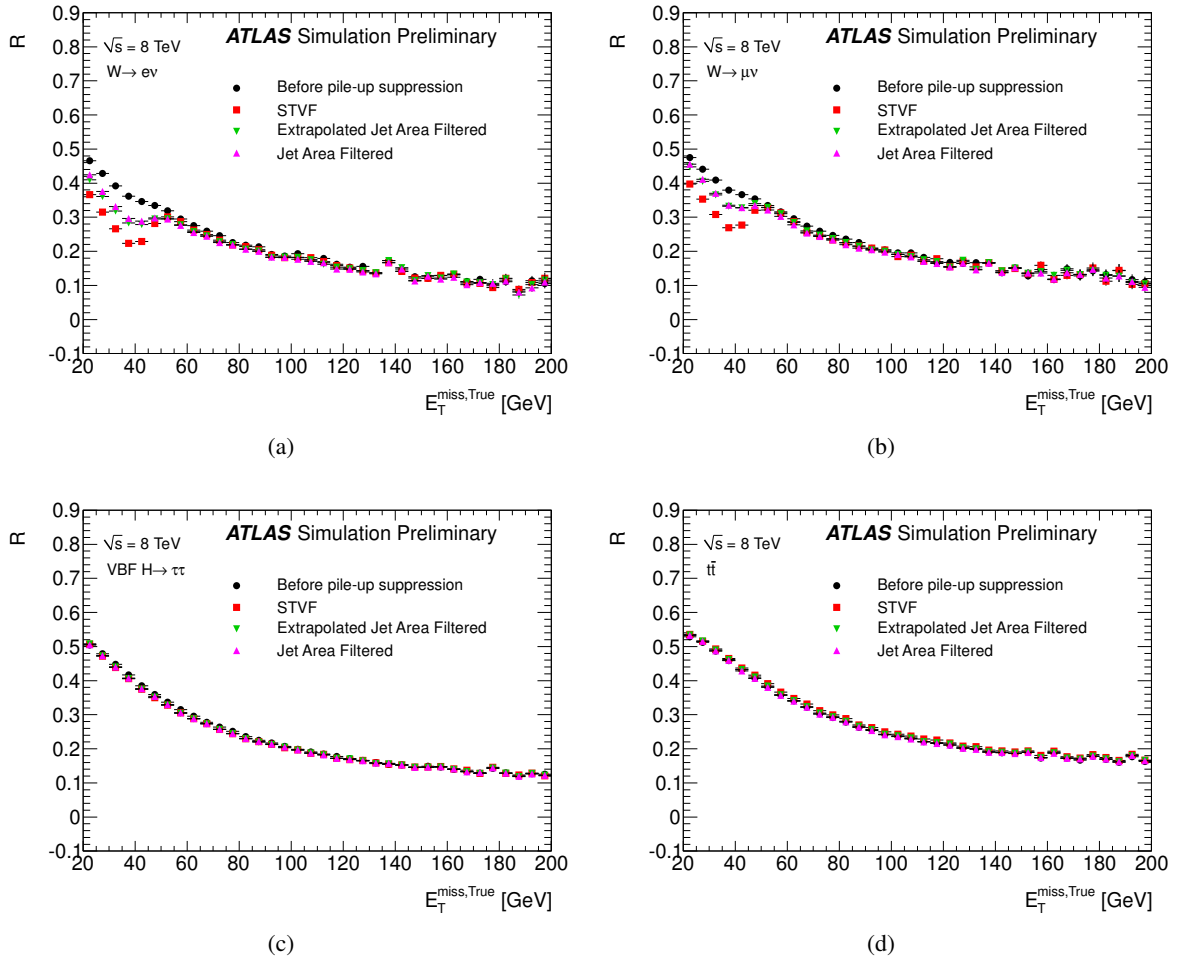 R
0.9
0.8
0.7
0.6
0.5
0.4
0.3
0.2
0.1
0
-0.1
√s = 8 TeV
W→ eν
ATLAS Simulation Preliminary
Before pile-up suppression
STVF
Extrapolated Jet Area Filtered
Jet Area Filtered
20 40 60 80 100 120 140 160 180 200
E_T^miss,True [GeV]
(a)
R
0.9
0.8
0.7
0.6
0.5
0.4
0.3
0.2
0.1
0
-0.1
√s = 8 TeV
W→ μν
ATLAS Simulation Preliminary
Before pile-up suppression
STVF
Extrapolated Jet Area Filtered
Jet Area Filtered
20 40 60 80 100 120 140 160 180 200
E_T^miss,True [GeV]
(b)
R
0.9
0.8
0.7
0.6
0.5
0.4
0.3
0.2
0.1
0
-0.1
√s = 8 TeV
VBF H→ ττ
ATLAS Simulation Preliminary
Before pile-up suppression
STVF
Extrapolated Jet Area Filtered
Jet Area Filtered
20 40 60 80 100 120 140 160 180 200
E_T^miss,True [GeV]
(c)
R
0.9
0.8
0.7
0.6
0.5
0.4
0.3
0.2
0.1
0
-0.1
√s = 8 TeV
tt̄
ATLAS Simulation Preliminary
Before pile-up suppression
STVF
Extrapolated Jet Area Filtered
Jet Area Filtered
20 40 60 80 100 120 140 160 180 200
E_T^miss,True [GeV]
(d)